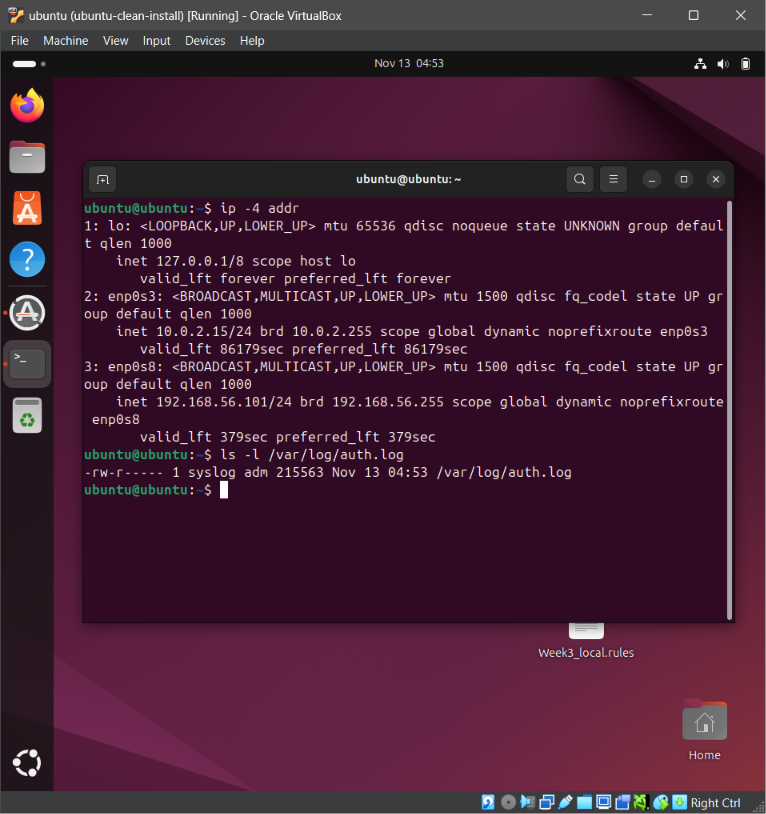 ubuntu (ubuntu-clean-install) [Running] - Oracle VirtualBox
File Machine View Input Devices Help
Nov 13 04:53
ubuntu@ubuntu: ~
ubuntu@ubuntu:~$ ip -4 addr
1: lo: <LOOPBACK,UP,LOWER_UP> mtu 65536 qdisc noqueue state UNKNOWN group defaul
t qlen 1000
    inet 127.0.0.1/8 scope host lo
       valid_lft forever preferred_lft forever
2: enp0s3: <BROADCAST,MULTICAST,UP,LOWER_UP> mtu 1500 qdisc fq_codel state UP gr
oup default qlen 1000
    inet 10.0.2.15/24 brd 10.0.2.255 scope global dynamic noprefixroute enp0s3
       valid_lft 86179sec preferred_lft 86179sec
3: enp0s8: <BROADCAST,MULTICAST,UP,LOWER_UP> mtu 1500 qdisc fq_codel state UP gr
oup default qlen 1000
    inet 192.168.56.101/24 brd 192.168.56.255 scope global dynamic noprefixroute
 enp0s8
       valid_lft 379sec preferred_lft 379sec
ubuntu@ubuntu:~$ ls -l /var/log/auth.log
-rw-r----- 1 syslog adm 215563 Nov 13 04:53 /var/log/auth.log
ubuntu@ubuntu:~$
Week3_local.rules
Home
Right Ctrl